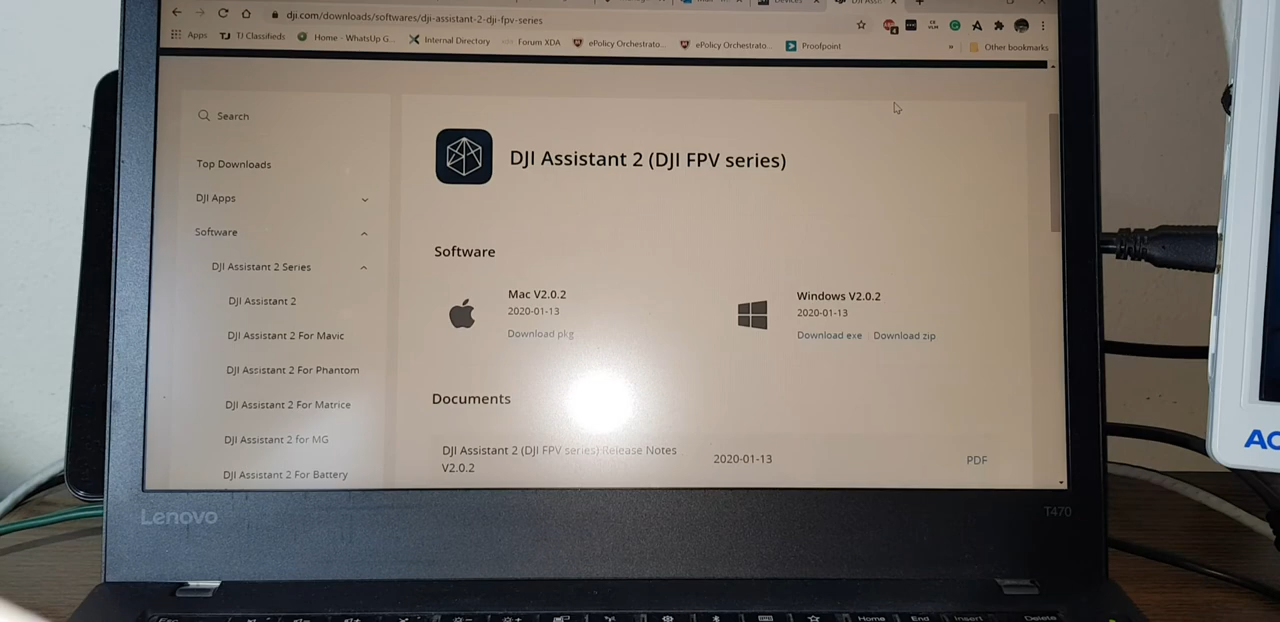 dji.com/downloads/softwares/dji-assistant-2-dji-fpv-series
Apps
TJ Classifieds
Home - WhatsUp G...
Internal Directory
Forum XDA
ePolicy Orchestrato...
ePolicy Orchestrato...
Proofpoint
»
Other bookmarks
Search
Top Downloads
DJI Apps
Software
DJI Assistant 2 Series
DJI Assistant 2
DJI Assistant 2 For Mavic
DJI Assistant 2 For Phantom
DJI Assistant 2 For Matrice
DJI Assistant 2 for MG
DJI Assistant 2 For Battery
DJI Assistant 2 (DJI FPV series)
Software
Mac V2.0.2
2020-01-13
Download pkg
Windows V2.0.2
2020-01-13
Download exe Download zip
Documents
DJI Assistant 2 (DJI FPV series) Release Notes
V2.0.2
2020-01-13
PDF
Lenovo
T470
Home
End
Insert
Delete